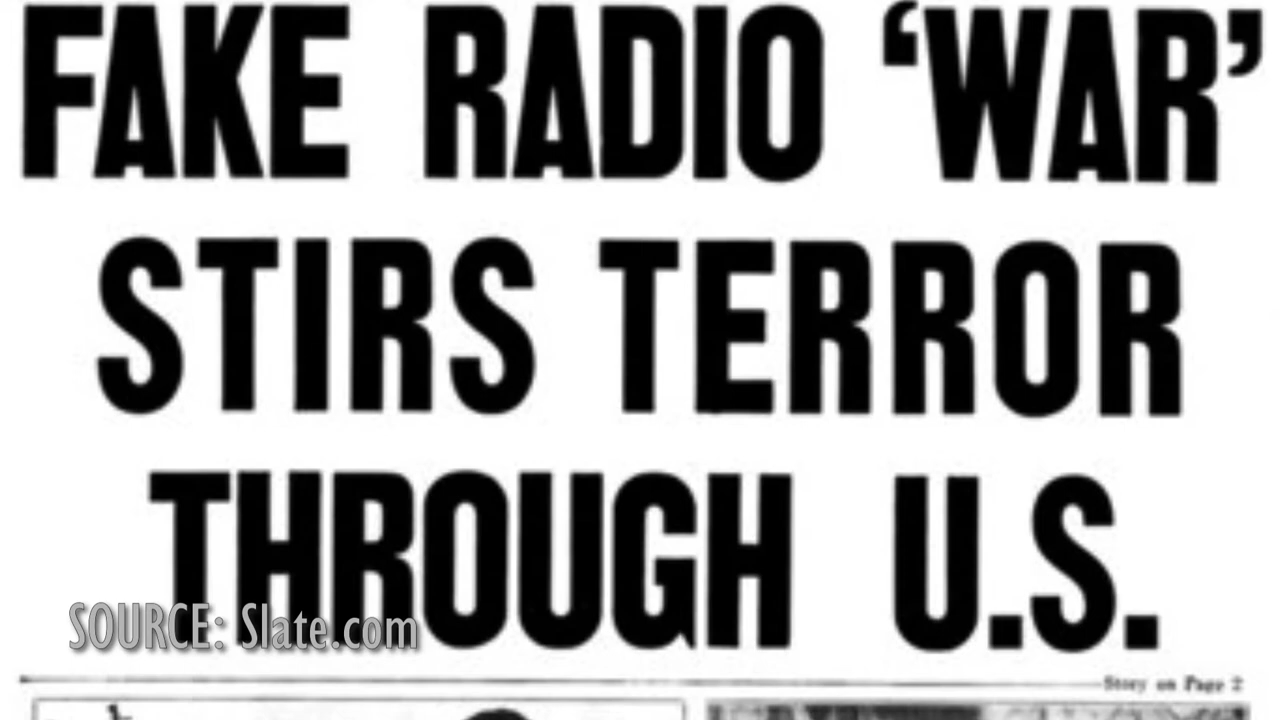 FAKE RADIO ‘WAR’
STIRS TERROR
THROUGH U.S.
SOURCE: Slate.com
Story on Page 2